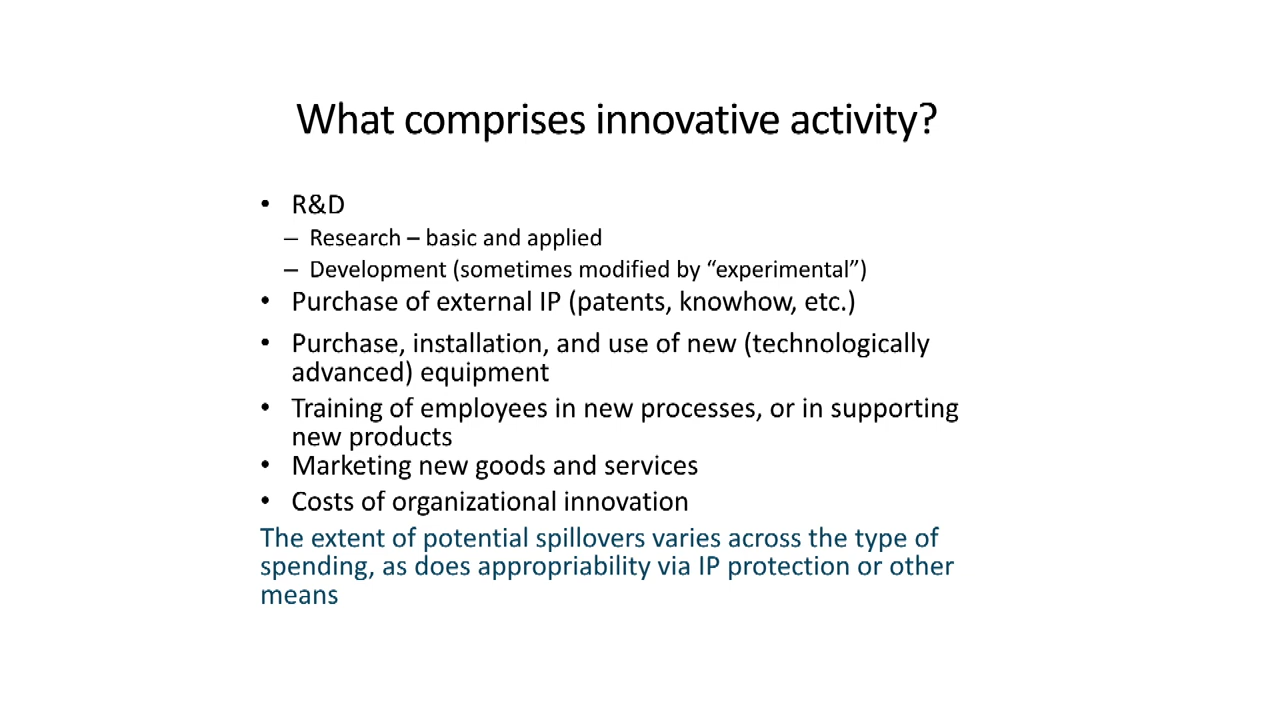 What comprises innovative activity?
• R&D
– Research – basic and applied
– Development (sometimes modified by “experimental”)
• Purchase of external IP (patents, knowhow, etc.)
• Purchase, installation, and use of new (technologically
advanced) equipment
• Training of employees in new processes, or in supporting
new products
• Marketing new goods and services
• Costs of organizational innovation
The extent of potential spillovers varies across the type of
spending, as does appropriability via IP protection or other
means